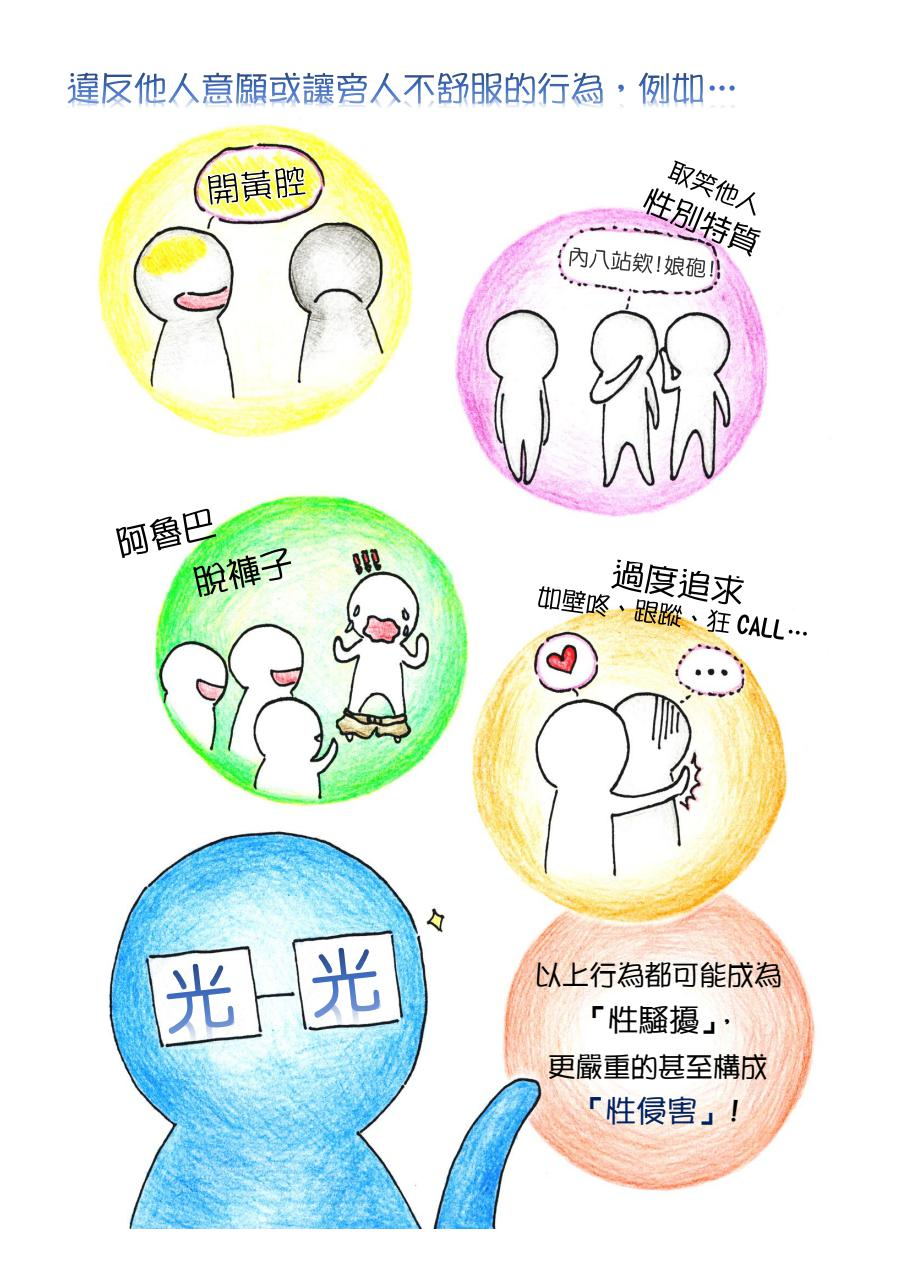 違反他人意願或讓旁人不舒服的行為，例如…
開黃腔
取笑他人
性別特質
內八站欸!娘砲!
阿魯巴
脫褲子
!!!
過度追求
如壁咚、跟蹤、狂 CALL…
…
光 光
以上行為都可能成為
「性騷擾」，
更嚴重的甚至構成
「性侵害」!